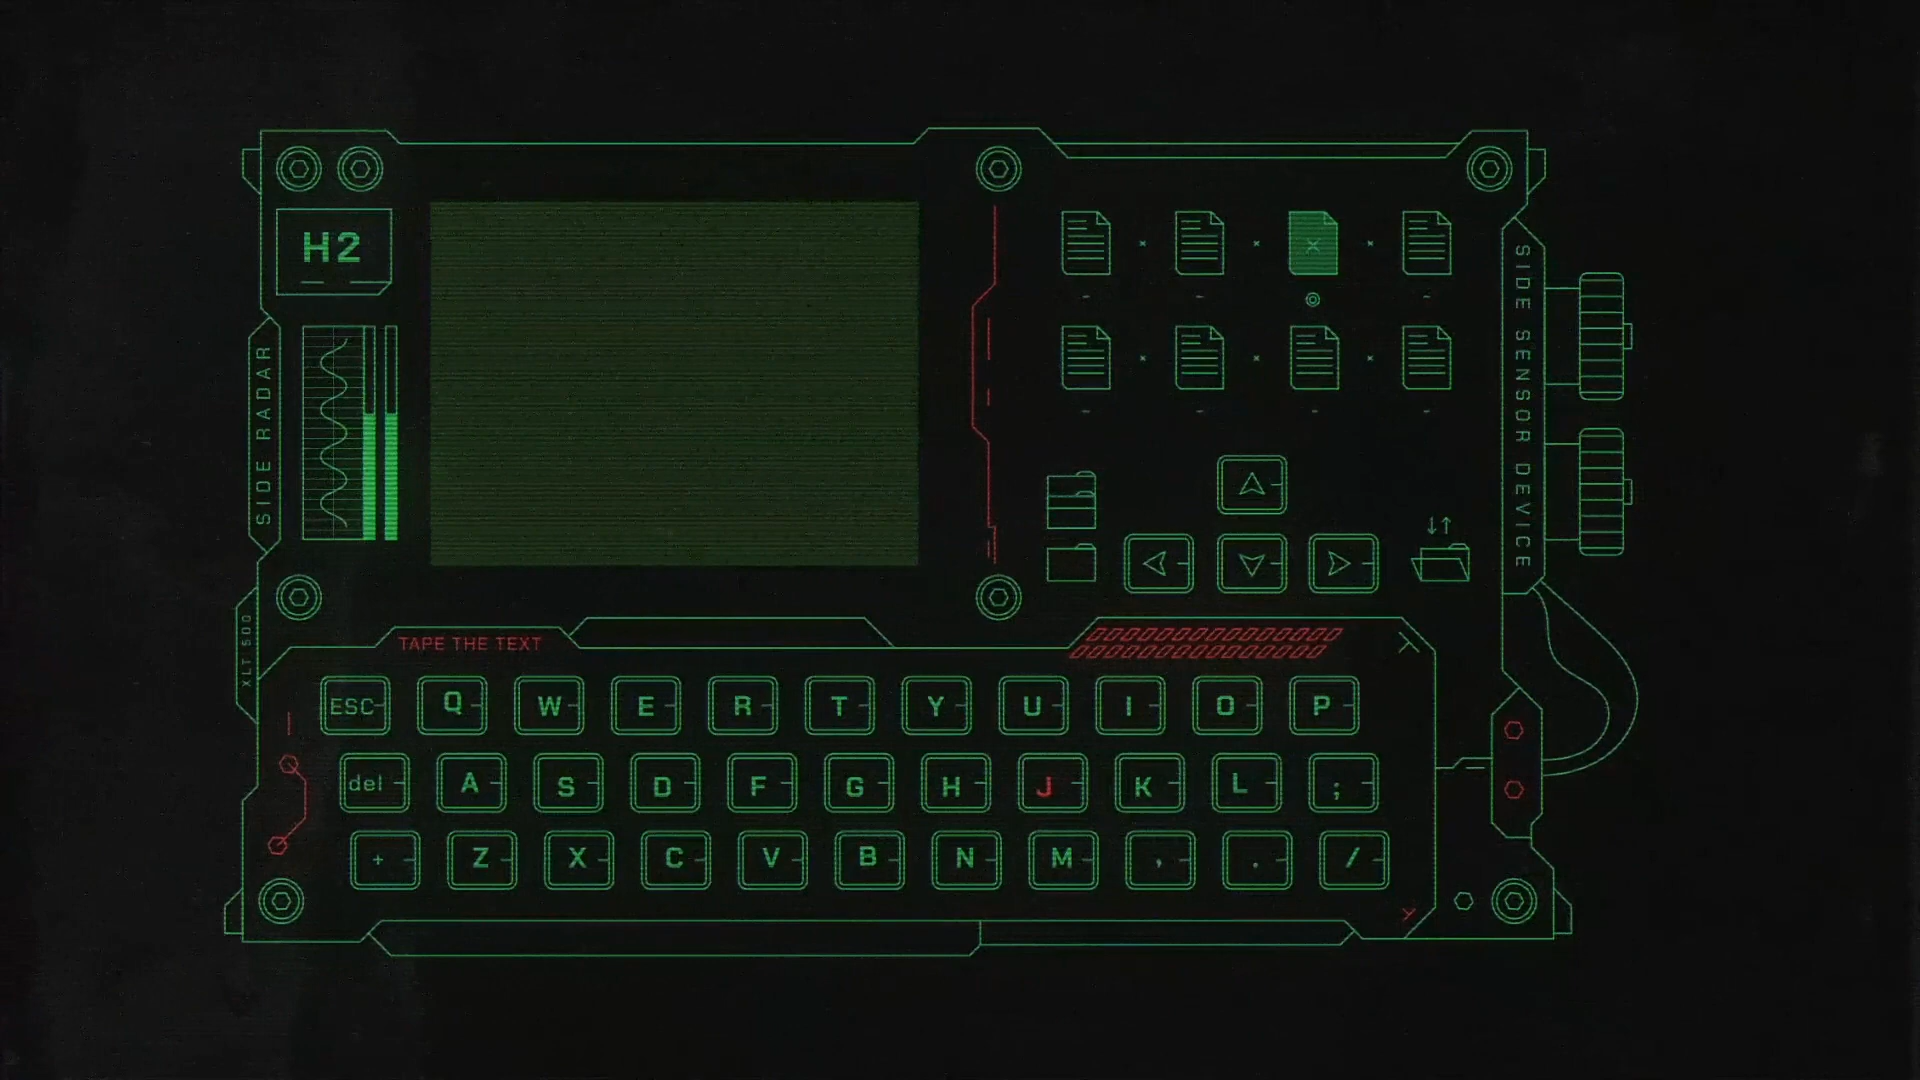 H2
SIDE RADAR
SIDE SENSOR DEVICE
XLT 500
TAPE THE TEXT
ESC Q W E R T Y U I O P
del A S D F G H J K L ;
+ Z X C V B N M , . /